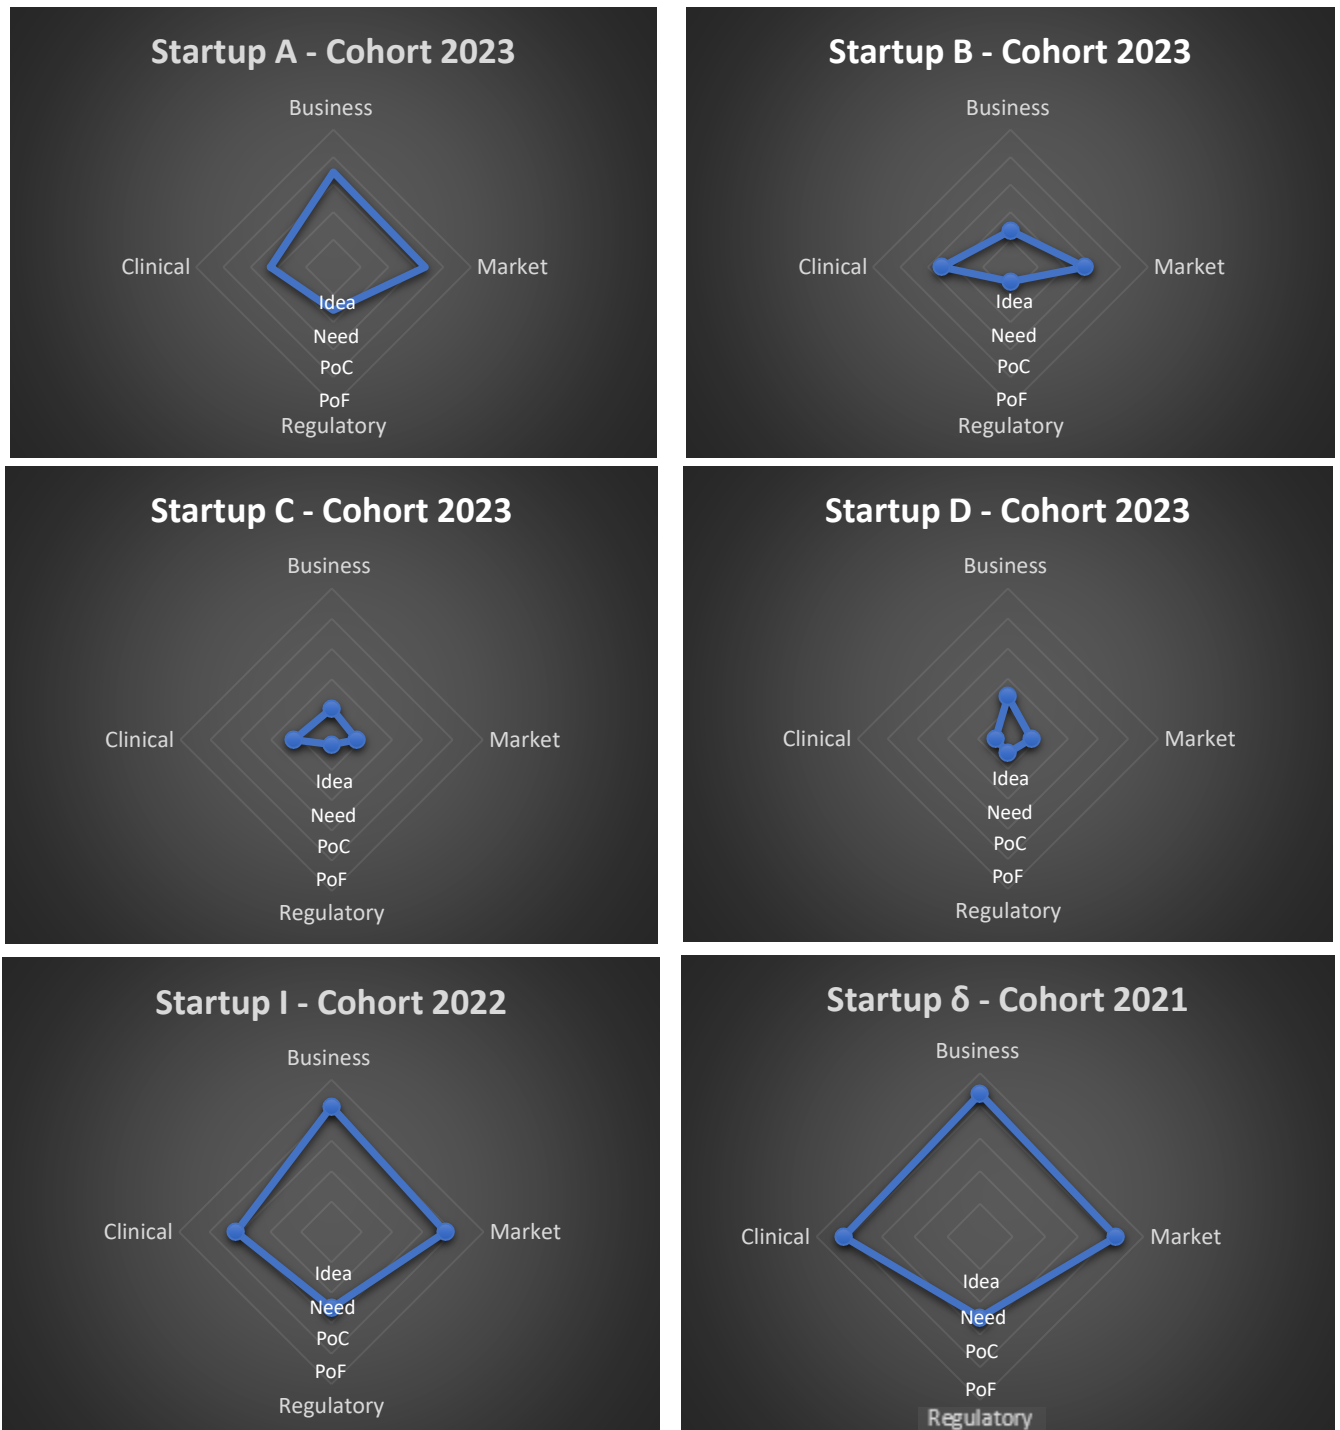 Startup A - Cohort 2023
Business
Clinical
Market
Idea
Need
PoC
PoF
Regulatory
Startup B - Cohort 2023
Business
Clinical
Market
Idea
Need
PoC
PoF
Regulatory
Startup C - Cohort 2023
Business
Clinical
Market
Idea
Need
PoC
PoF
Regulatory
Startup D - Cohort 2023
Business
Clinical
Market
Idea
Need
PoC
PoF
Regulatory
Startup I - Cohort 2022
Business
Clinical
Market
Idea
Need
PoC
PoF
Regulatory
Startup δ - Cohort 2021
Business
Clinical
Market
Idea
Need
PoC
PoF
Regulatory